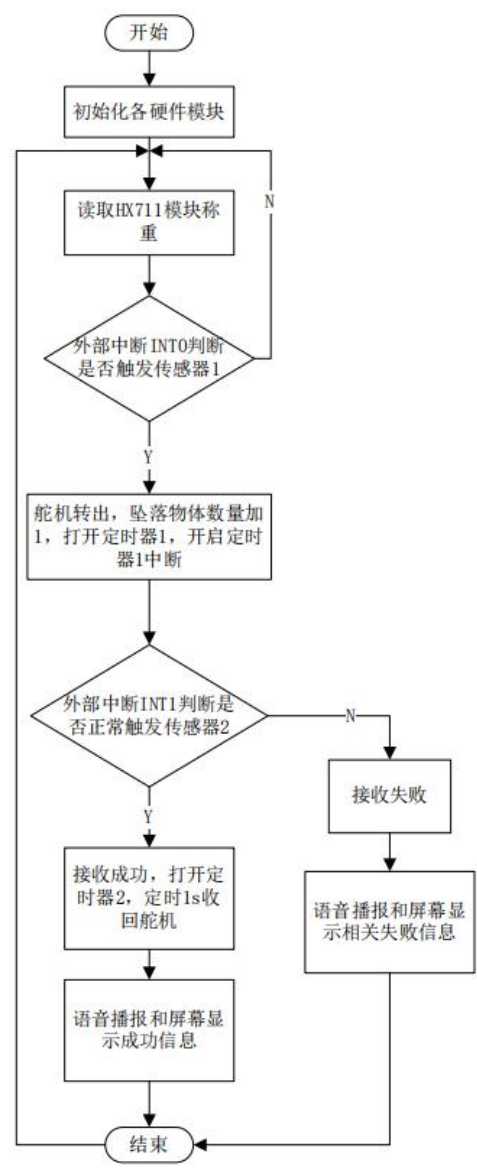 开始
初始化各硬件模块
读取HX711模块称
重
N
外部中断INT0判断
是否触发传感器1
Y
舵机转出，坠落物体数量加
1，打开定时器1，开启定时
器1中断
外部中断INT1判断是
否正常触发传感器2
N
Y
接收失败
接收成功，打开定
时器2，定时1s收
回舵机
语音播报和屏幕显
示相关失败信息
语音播报和屏幕显
示成功信息
结束